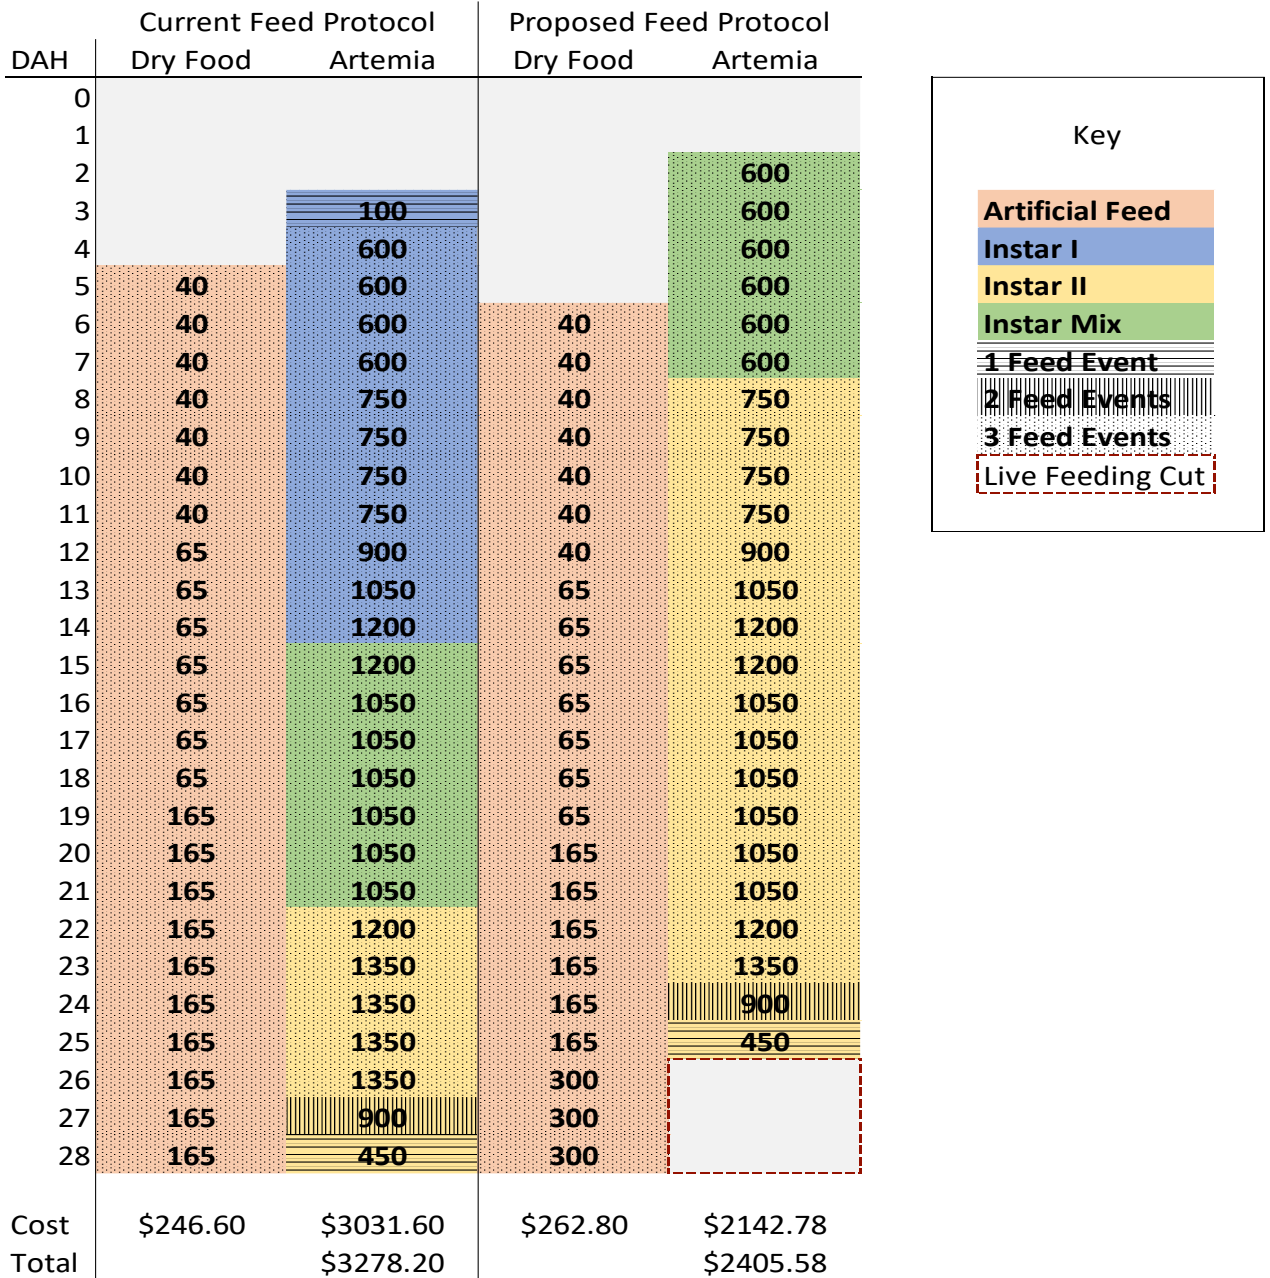 Current Feed Protocol Proposed Feed Protocol
DAH Dry Food Artemia Dry Food Artemia
0
1 Key
2 600
3 100 600 Artificial Feed
4 600 600 Instar I
5 40 600 600 Instar II
6 40 600 40 600 Instar Mix
7 40 600 40 600 1 Feed Event
8 40 750 40 750 2 Feed Events
9 40 750 40 750 3 Feed Events
10 40 750 40 750 Live Feeding Cut
11 40 750 40 750
12 65 900 40 900
13 65 1050 65 1050
14 65 1200 65 1200
15 65 1200 65 1200
16 65 1050 65 1050
17 65 1050 65 1050
18 65 1050 65 1050
19 165 1050 65 1050
20 165 1050 165 1050
21 165 1050 165 1050
22 165 1200 165 1200
23 165 1350 165 1350
24 165 1350 165 900
25 165 1350 165 450
26 165 1350 300
27 165 900 300
28 165 450 300
Cost $246.60 $3031.60 $262.80 $2142.78
Total $3278.20 $2405.58